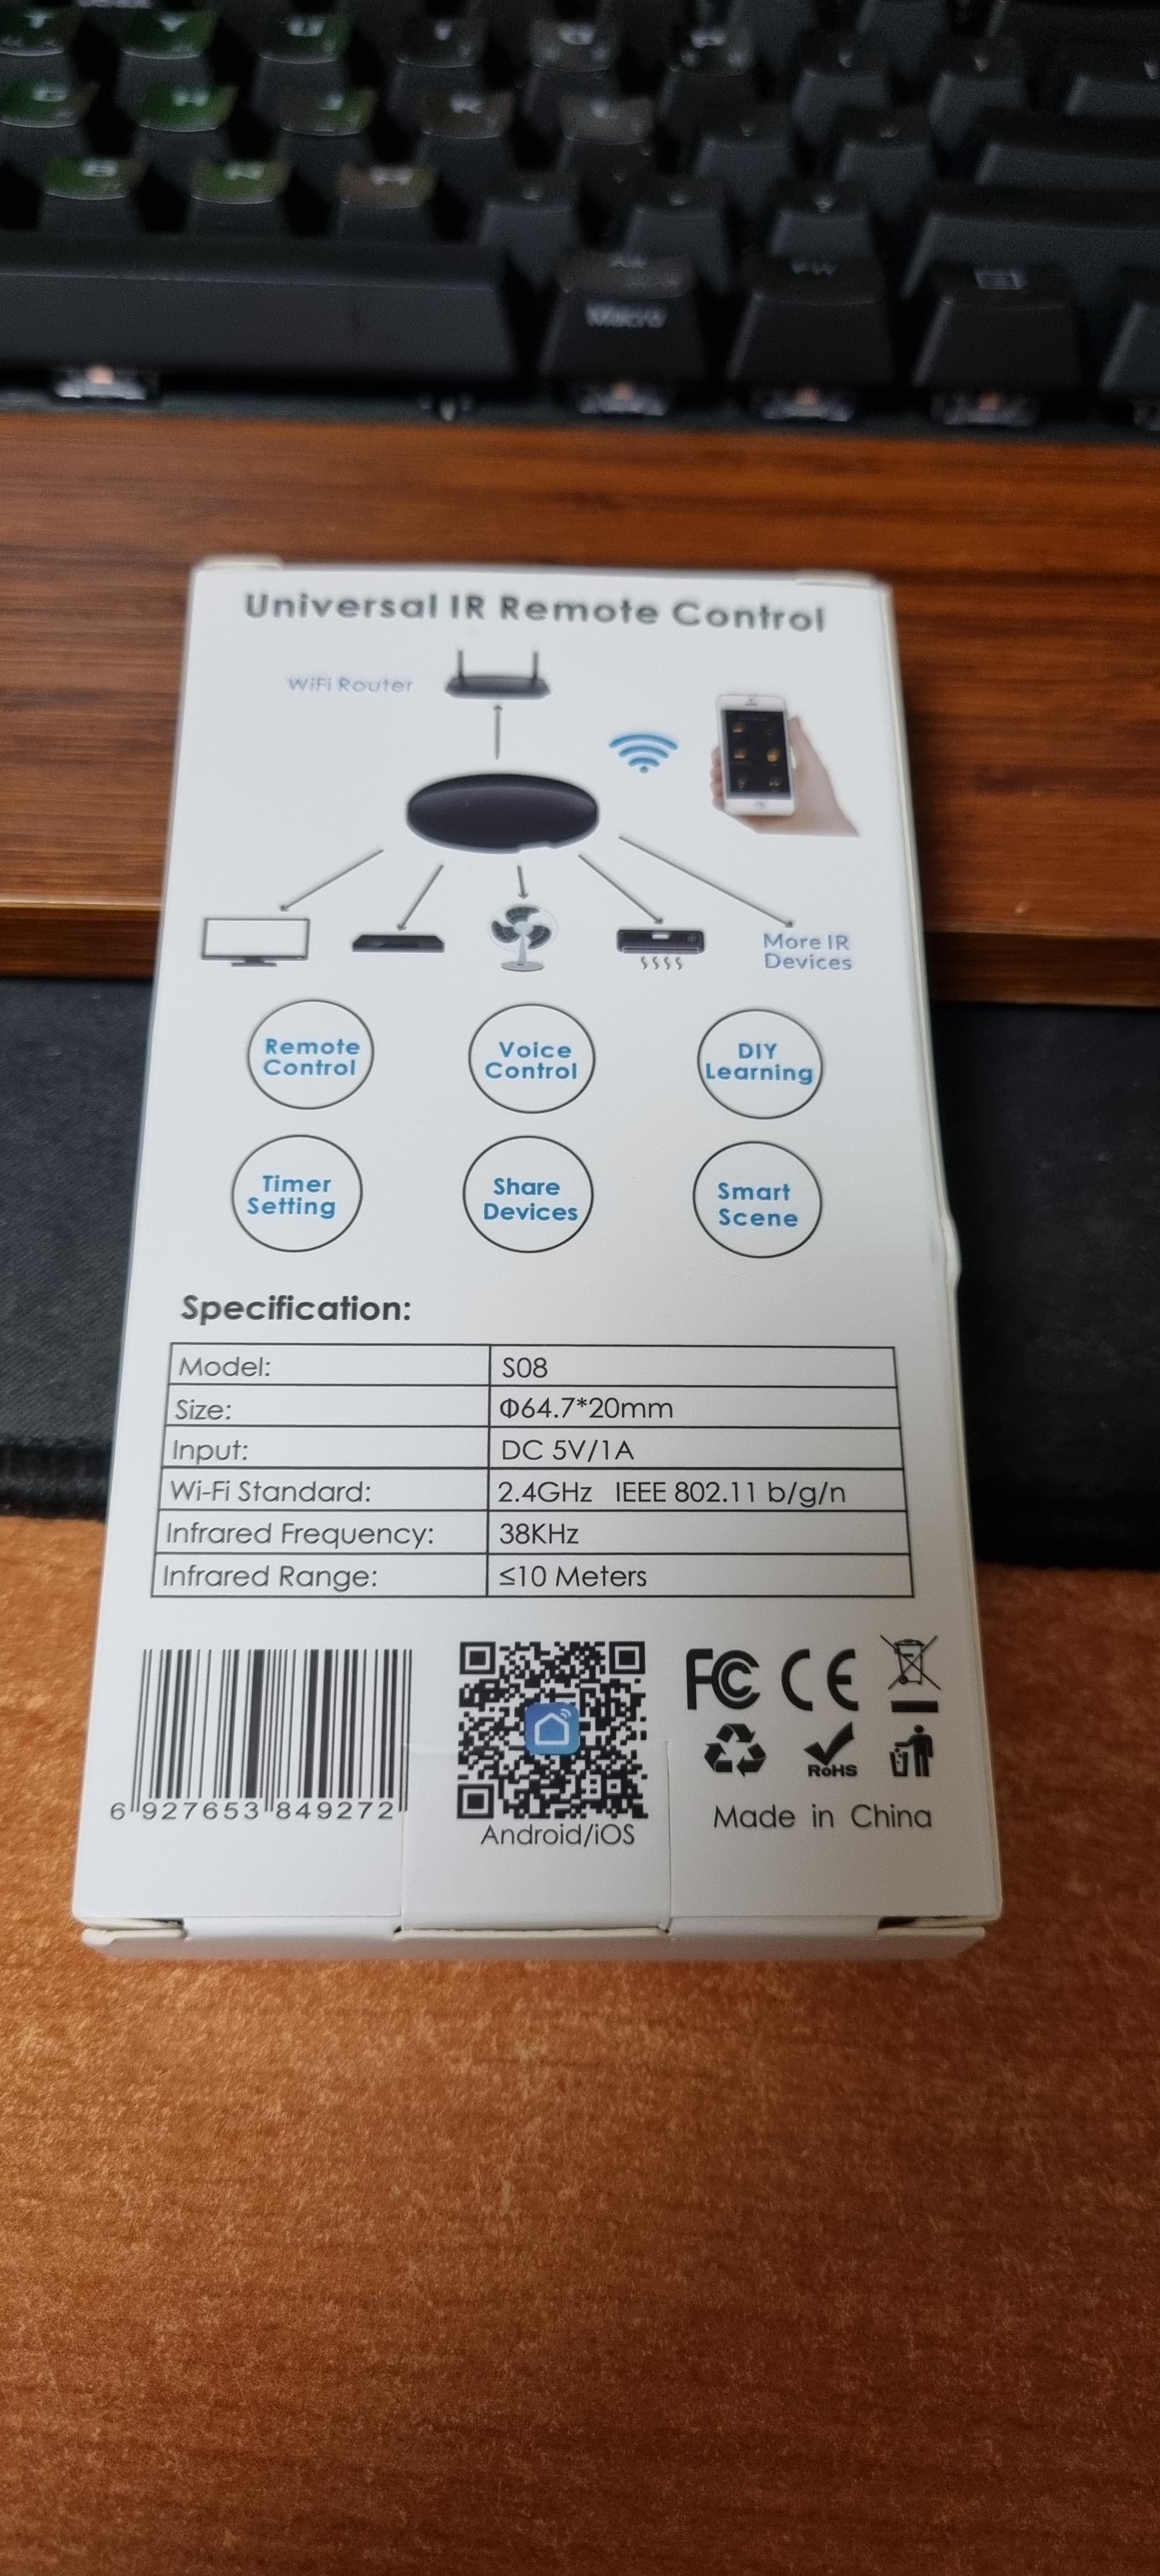 Macro
Universal IR Remote Control
WiFi Router
More IR
Devices
Remote
Control
Voice
Control
DIY
Learning
Timer
Setting
Share
Devices
Smart
Scene
Specification:
Model: S08
Size: Φ64.7*20mm
Input: DC 5V/1A
Wi-Fi Standard: 2.4GHz IEEE 802.11 b/g/n
Infrared Frequency: 38KHz
Infrared Range: ≤10 Meters
FC CE
RoHS
6 927653 849272
Android/iOS
Made in China